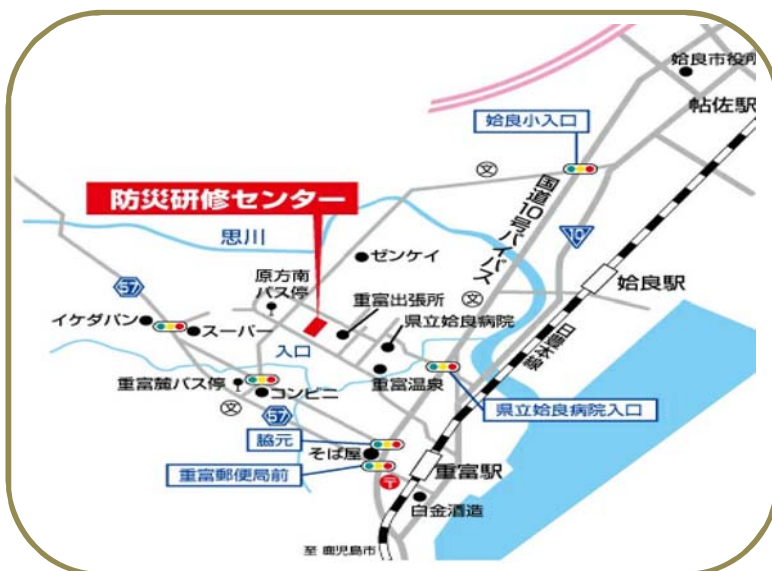 姶良市役所
帖佐駅
姶良小入口
文
防災研修センター
国道10号バイパス
思川
10
ゼンケイ
姶良駅
57
原方南
バス停
文
重富出張所
イケダパン
スーパー
県立姶良病院
日豊本線
入口
重富麓バス停
コンビニ
重富温泉
文
57
県立姶良病院入口
脇元
そば屋
重富郵便局前
重富駅
〒
白金酒造
至 鹿児島市